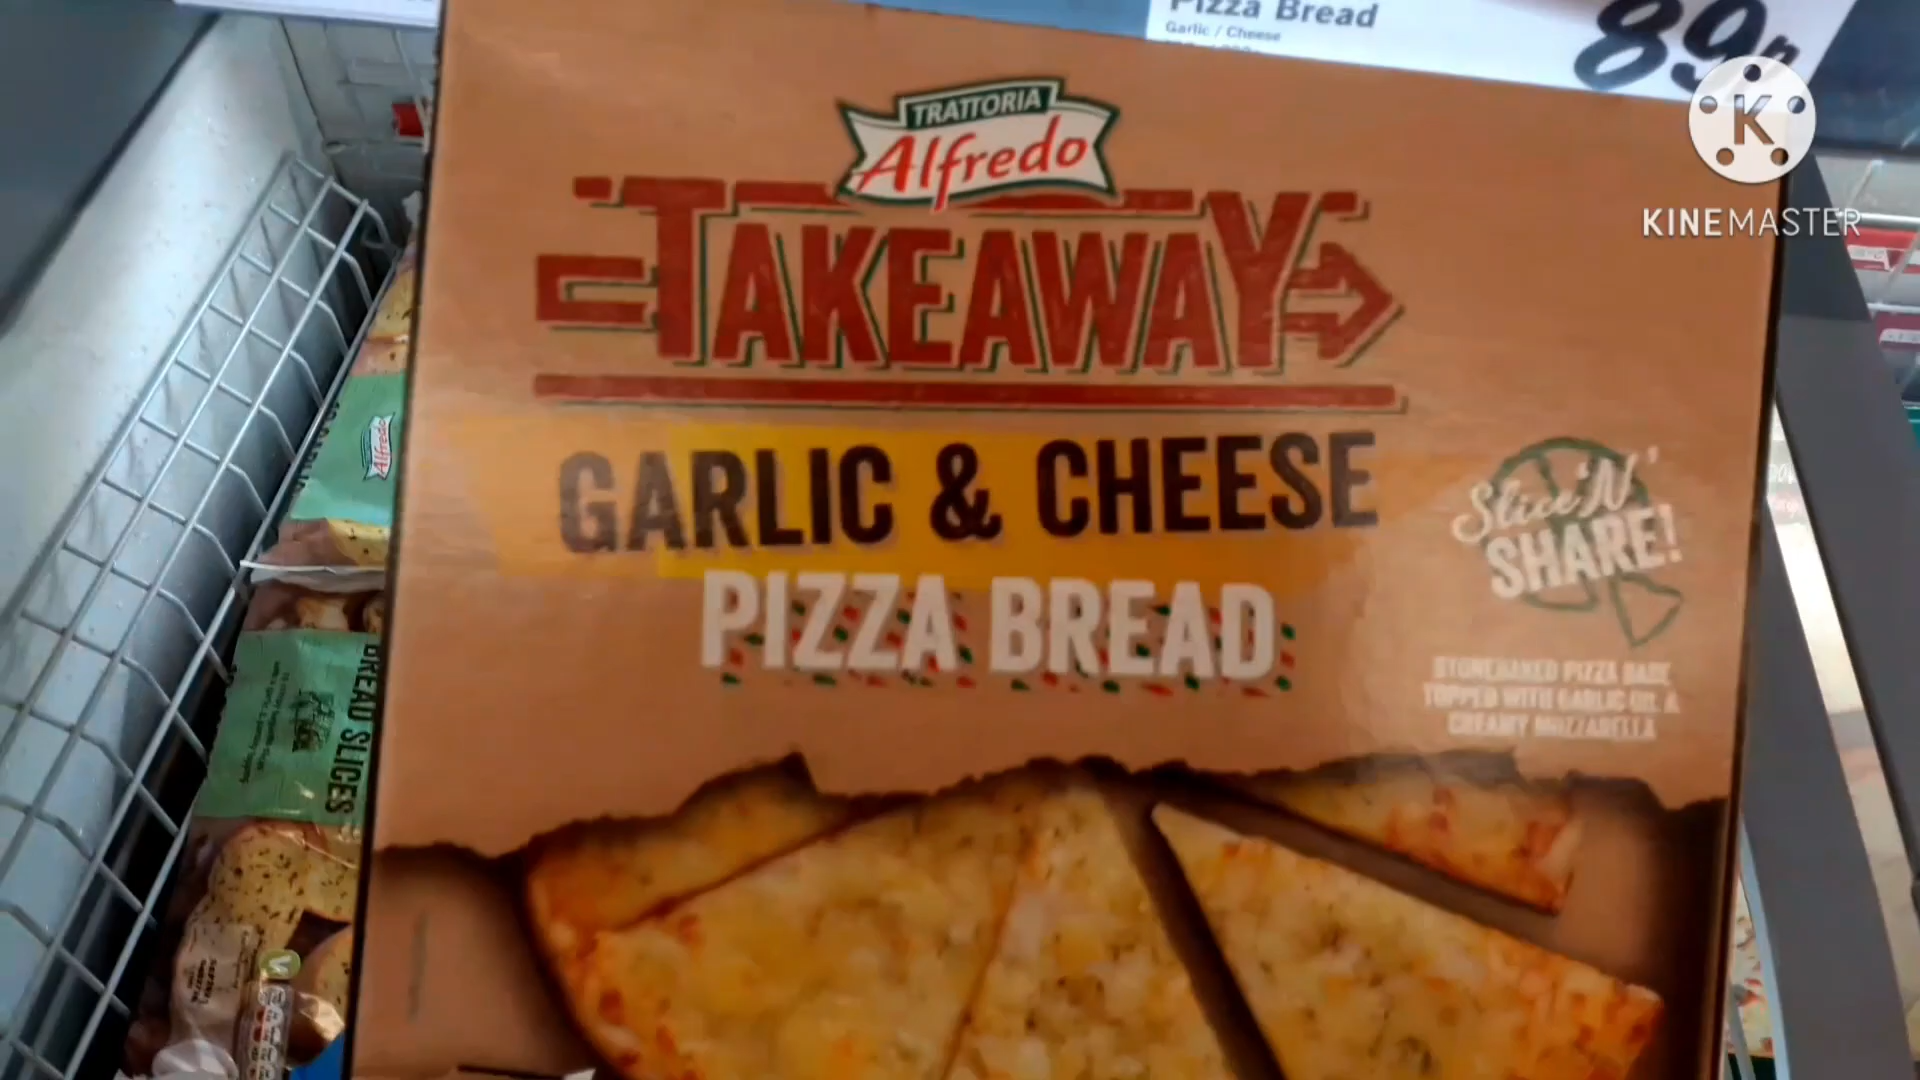 Pizza Bread
Garlic / Cheese
89p
K
KINEMASTER
TRATTORIA
Alfredo
TAKEAWAY
GARLIC & CHEESE
PIZZA BREAD
Slice 'N'
SHARE!
STONEBAKED PIZZA BASE
TOPPED WITH GARLIC OIL &
CREAMY MOZZARELLA
Alfredo
BREAD SLICES
V